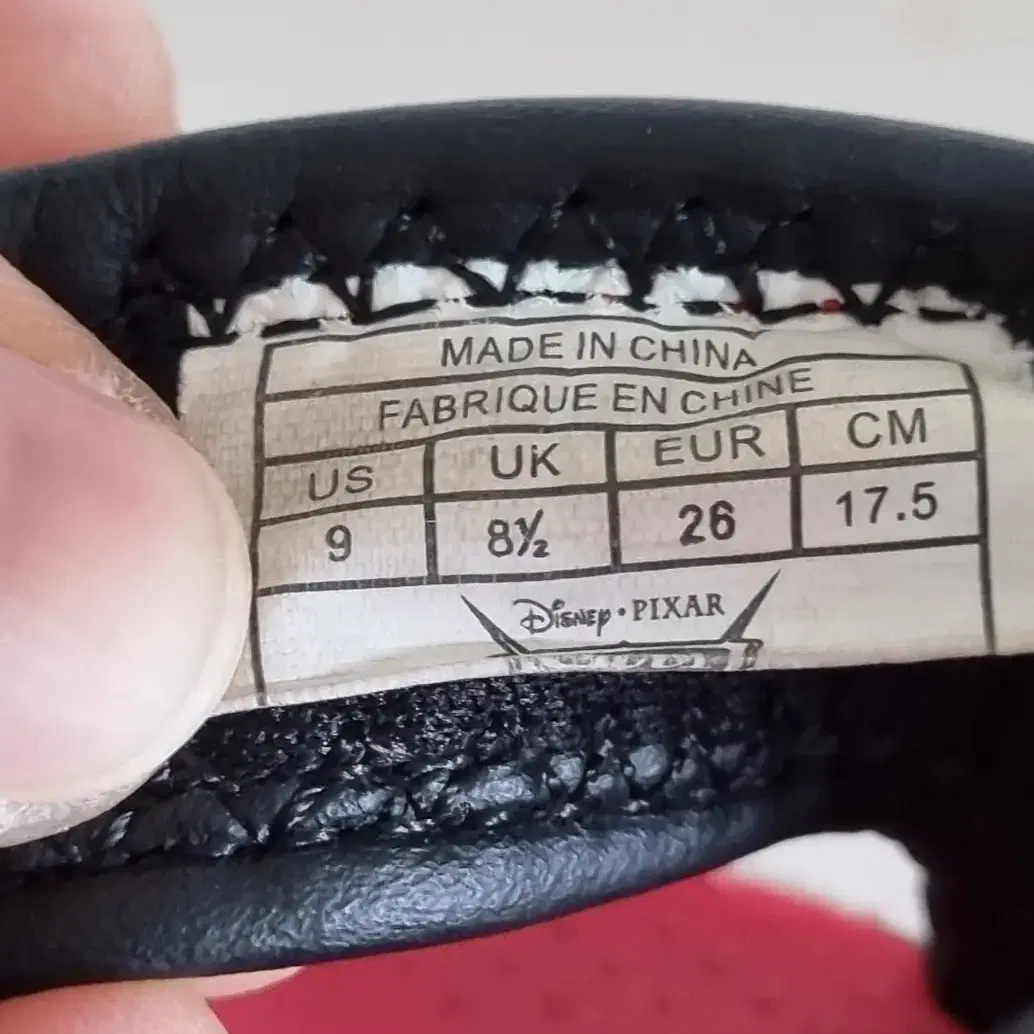 MADE IN CHINA
FABRIQUE EN CHINE
US UK EUR CM
9 8½ 26 17.5
Disney • PIXAR